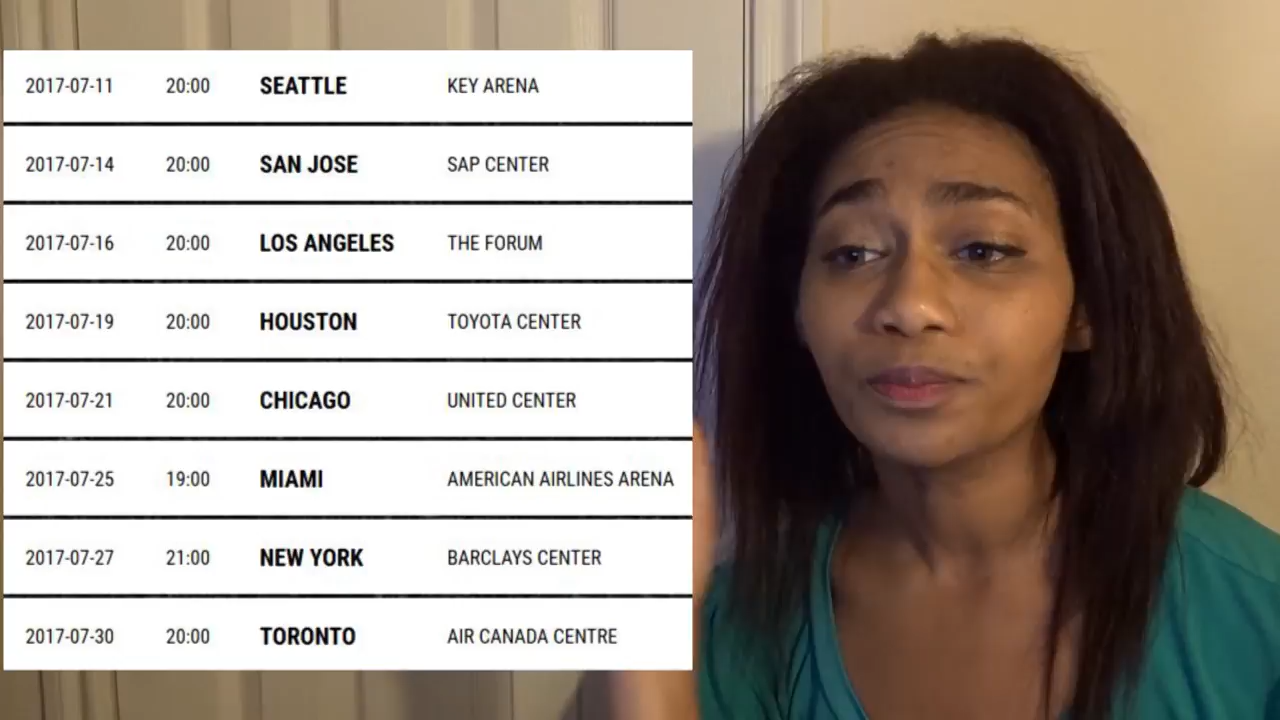 2017-07-11 20:00 SEATTLE KEY ARENA
2017-07-14 20:00 SAN JOSE SAP CENTER
2017-07-16 20:00 LOS ANGELES THE FORUM
2017-07-19 20:00 HOUSTON TOYOTA CENTER
2017-07-21 20:00 CHICAGO UNITED CENTER
2017-07-25 19:00 MIAMI AMERICAN AIRLINES ARENA
2017-07-27 21:00 NEW YORK BARCLAYS CENTER
2017-07-30 20:00 TORONTO AIR CANADA CENTRE